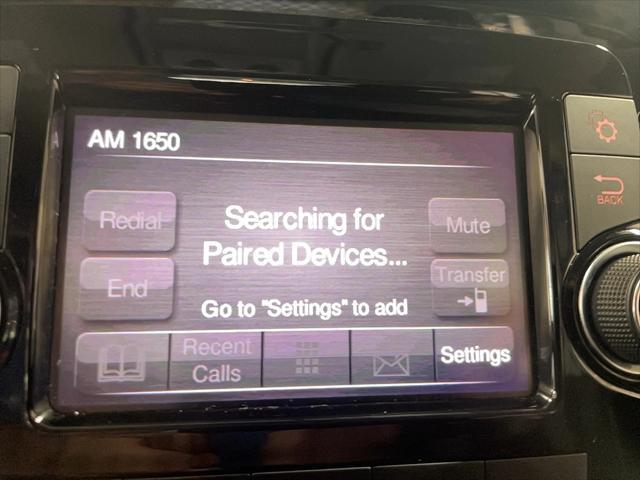 AM 1650
Redial
Searching for
Paired Devices...
Mute
End
Transfer
Go to "Settings" to add
Recent
Calls
Settings
BACK